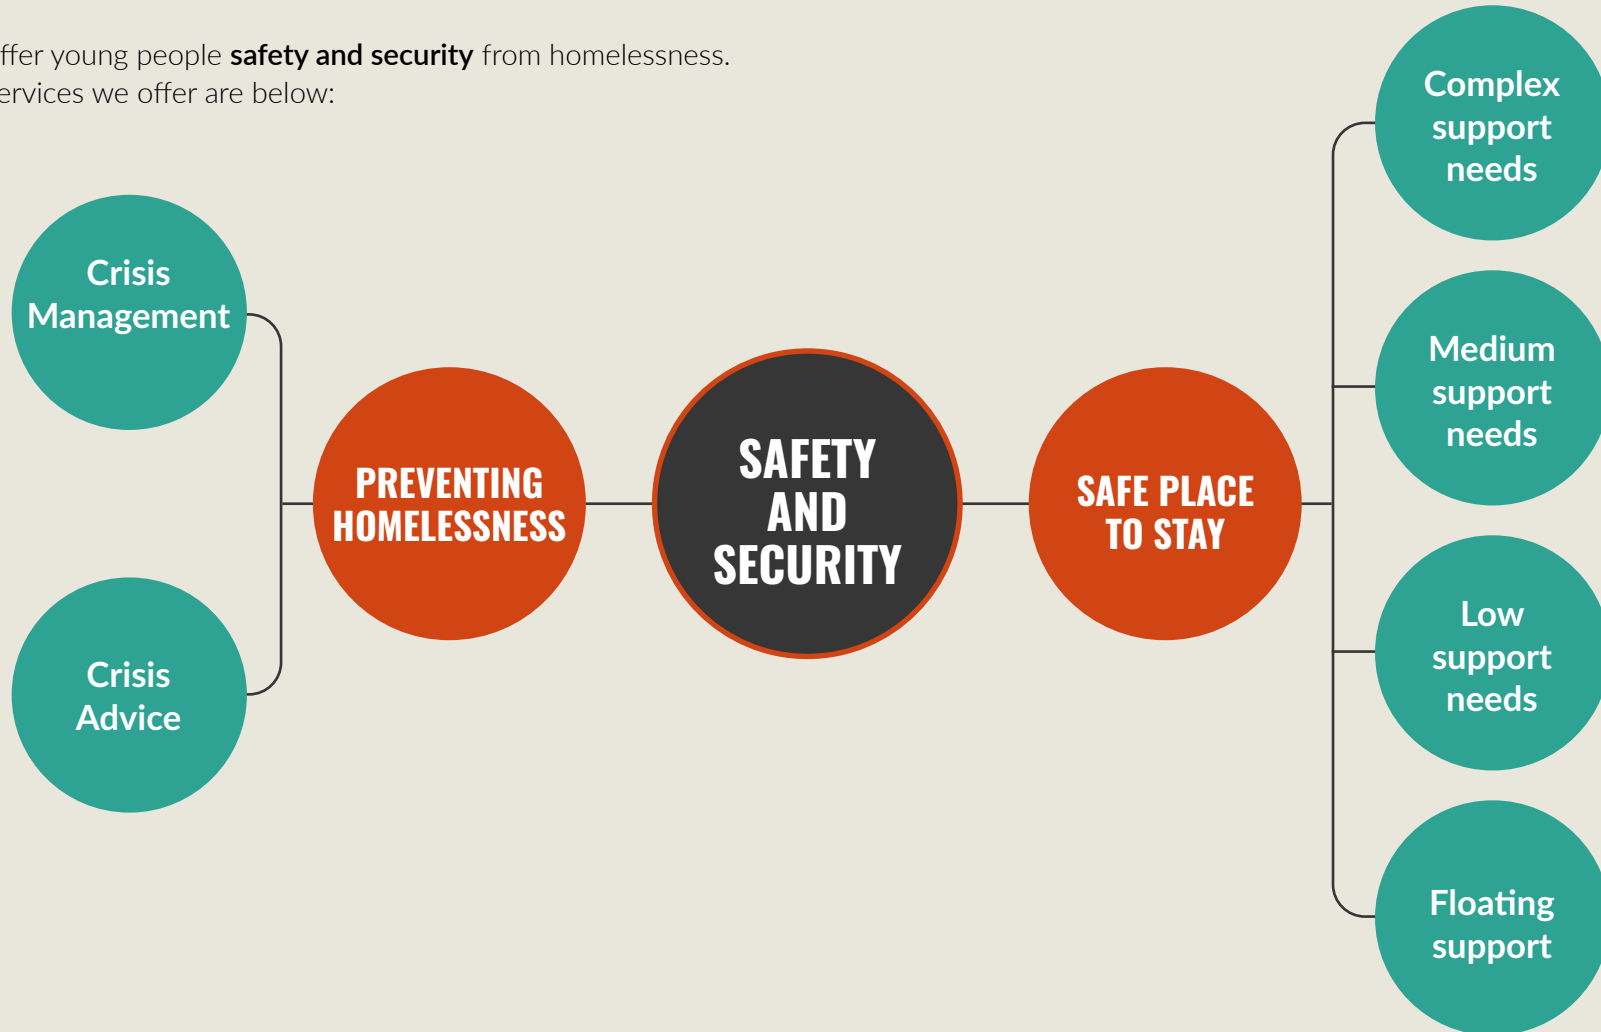 ffer young people safety and security from homelessness.
ervices we offer are below:
Crisis
Management
Crisis
Advice
PREVENTING
HOMELESSNESS
SAFETY
AND
SECURITY
SAFE PLACE
TO STAY
Complex
support
needs
Medium
support
needs
Low
support
needs
Floating
support